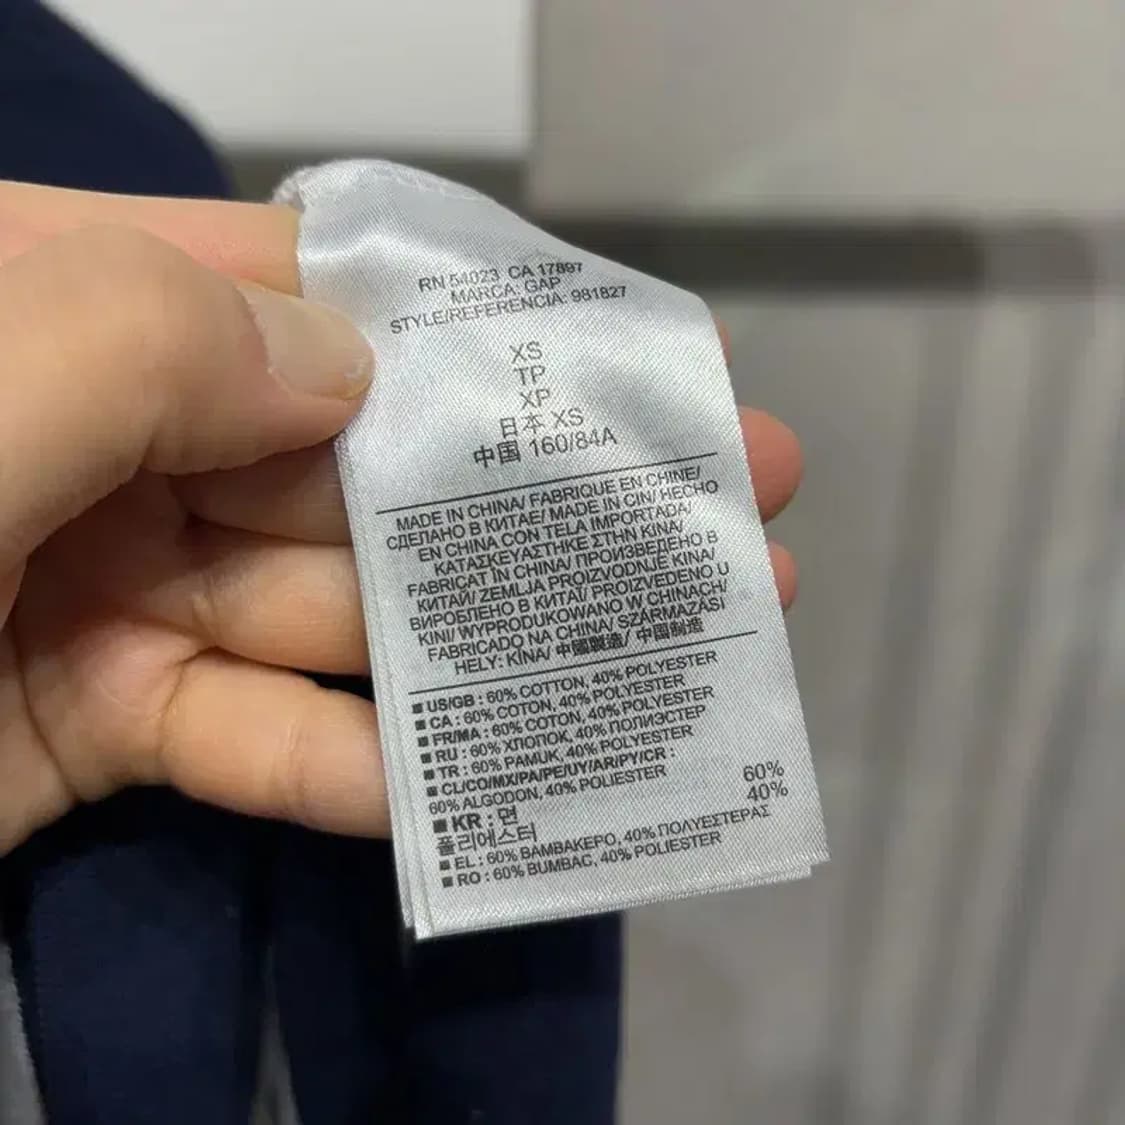 RN 54023 CA 17897
MARCA: GAP
STYLE/REFERENCIA: 981827
XS
TP
XP
日本 XS
中国 160/84A
MADE IN CHINA/ FABRIQUE EN CHINE/
СДЕЛАНО В КИТАЕ/ MADE IN CIN/ HECHO
EN CHINA CON TELA IMPORTADA/
ΚΑΤΑΣΚΕΥΑΣΤΗΚΕ ΣΤΗΝ ΚΙΝΑ/
FABRICAT ÎN CHINA/ ПРОИЗВЕДЕНО В
КИТАЙ/ ZEMLJA PROIZVODNJE KINA/
ВИРОБЛЕНО В КИТАЇ/ PROIZVEDENO U
KINI/ WYPRODUKOWANO W CHINACH/
FABRICADO NA CHINA/ SZÁRMAZÁSI
HELY: KÍNA/ 中國製造/ 中国制造
■ US/GB : 60% COTTON, 40% POLYESTER
■ CA : 60% COTON, 40% POLYESTER
■ FR/MA : 60% COTON, 40% POLYESTER
■ RU : 60% ХЛОПОК, 40% ПОЛИЭСТЕР
■ TR : 60% PAMUK, 40% POLYESTER
■ CL/CO/MX/PA/PE/UY/AR/PY/CR :
60% ALGODON, 40% POLIESTER
■ KR : 면 60%
폴리에스터 40%
■ EL : 60% ΒΑΜΒΑΚΕΡΟ, 40% ΠΟΛΥΕΣΤΕΡΑΣ
■ RO : 60% BUMBAC, 40% POLIESTER